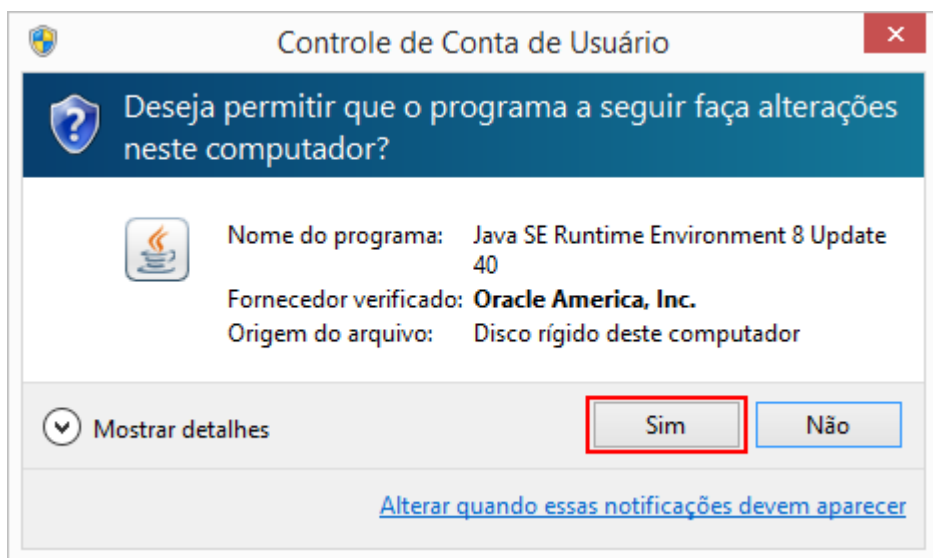 Controle de Conta de Usuário
Deseja permitir que o programa a seguir faça alterações
neste computador?
Nome do programa: Java SE Runtime Environment 8 Update
40
Fornecedor verificado: Oracle America, Inc.
Origem do arquivo: Disco rígido deste computador
Mostrar detalhes
Sim
Não
Alterar quando essas notificações devem aparecer